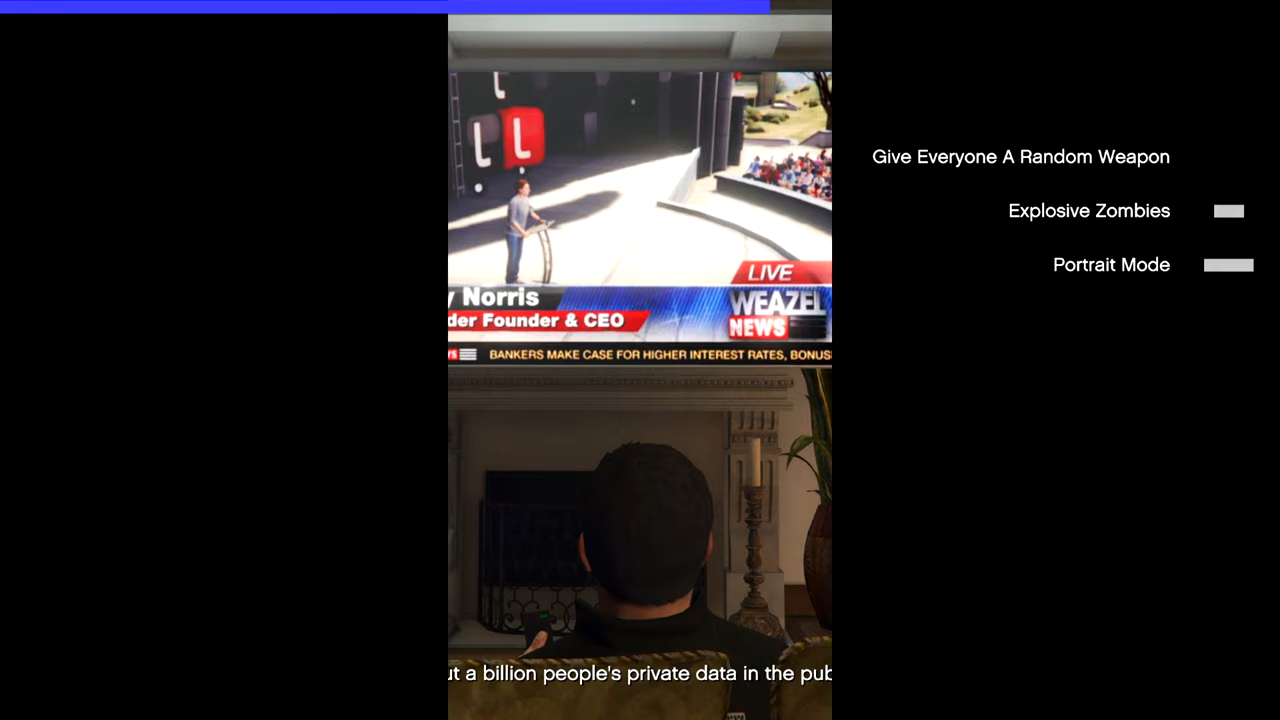 L
L L
LIVE
y Norris
WEAZEL
der Founder & CEO
NEWS
BANKERS MAKE CASE FOR HIGHER INTEREST RATES, BONUS
Give Everyone A Random Weapon
Explosive Zombies
Portrait Mode
ut a billion people's private data in the pub